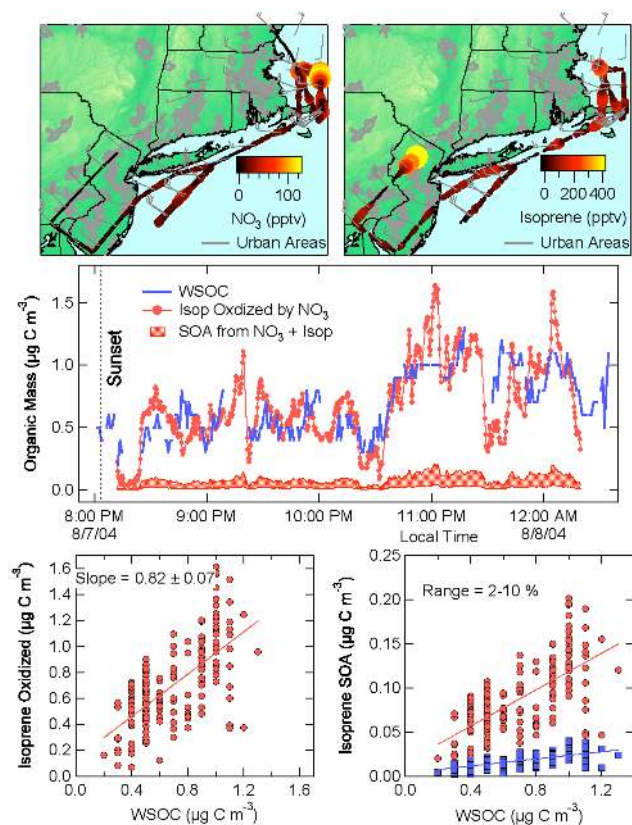 0 100
NO3 (pptv)
Urban Areas
0 200 400
Isoprene (pptv)
Urban Areas
WSOC
Isop Oxdized by NO3
SOA from NO3 + Isop
Sunset
Organic Mass (µg C m-3)
1.5
1.0
0.5
0.0
8:00 PM 9:00 PM 10:00 PM 11:00 PM 12:00 AM
8/7/04 Local Time 8/8/04
Slope = 0.82 ± 0.07
Isoprene Oxidized (µg C m-3)
1.6
1.4
1.2
1.0
0.8
0.6
0.4
0.2
0.0
0.4 0.8 1.2 1.6
WSOC (µg C m-3)
Range = 2-10 %
Isoprene SOA (µg C m-3)
0.25
0.20
0.15
0.10
0.05
0.00
0.0 0.4 0.8 1.2
WSOC (µg C m-3)